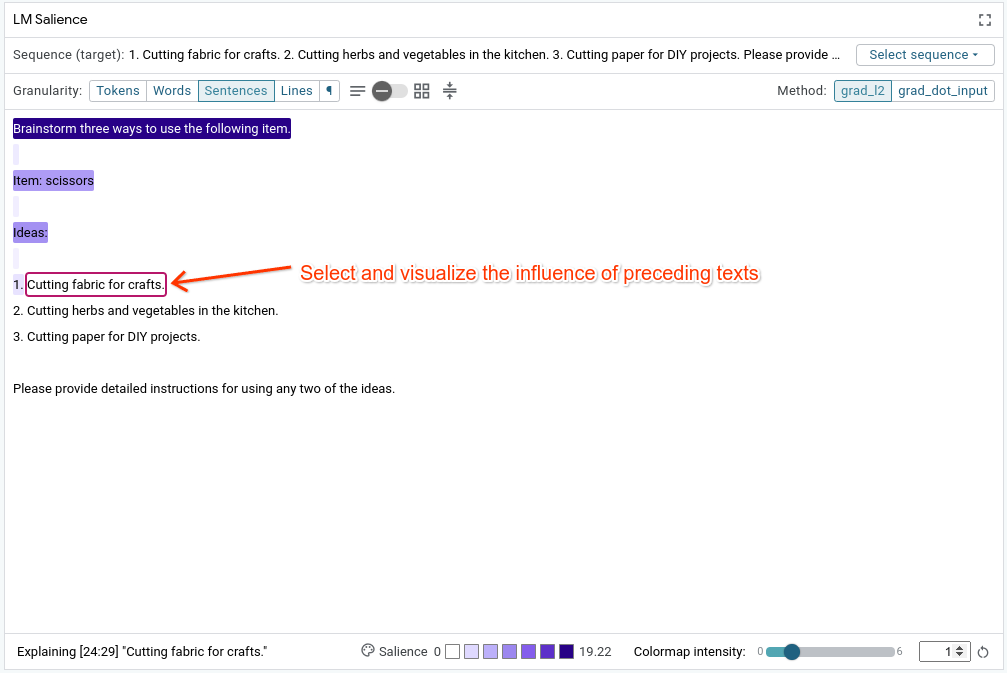 LM Salience
Sequence (target): 1. Cutting fabric for crafts. 2. Cutting herbs and vegetables in the kitchen. 3. Cutting paper for DIY projects. Please provide ... Select sequence
Granularity: Tokens Words Sentences Lines ¶ Method: grad_l2 grad_dot_input
Brainstorm three ways to use the following item.
Item: scissors
Ideas:
1. Cutting fabric for crafts. Select and visualize the influence of preceding texts
2. Cutting herbs and vegetables in the kitchen.
3. Cutting paper for DIY projects.
Please provide detailed instructions for using any two of the ideas.
Explaining [24:29] "Cutting fabric for crafts." Salience 0 19.22 Colormap intensity: 0 6 1